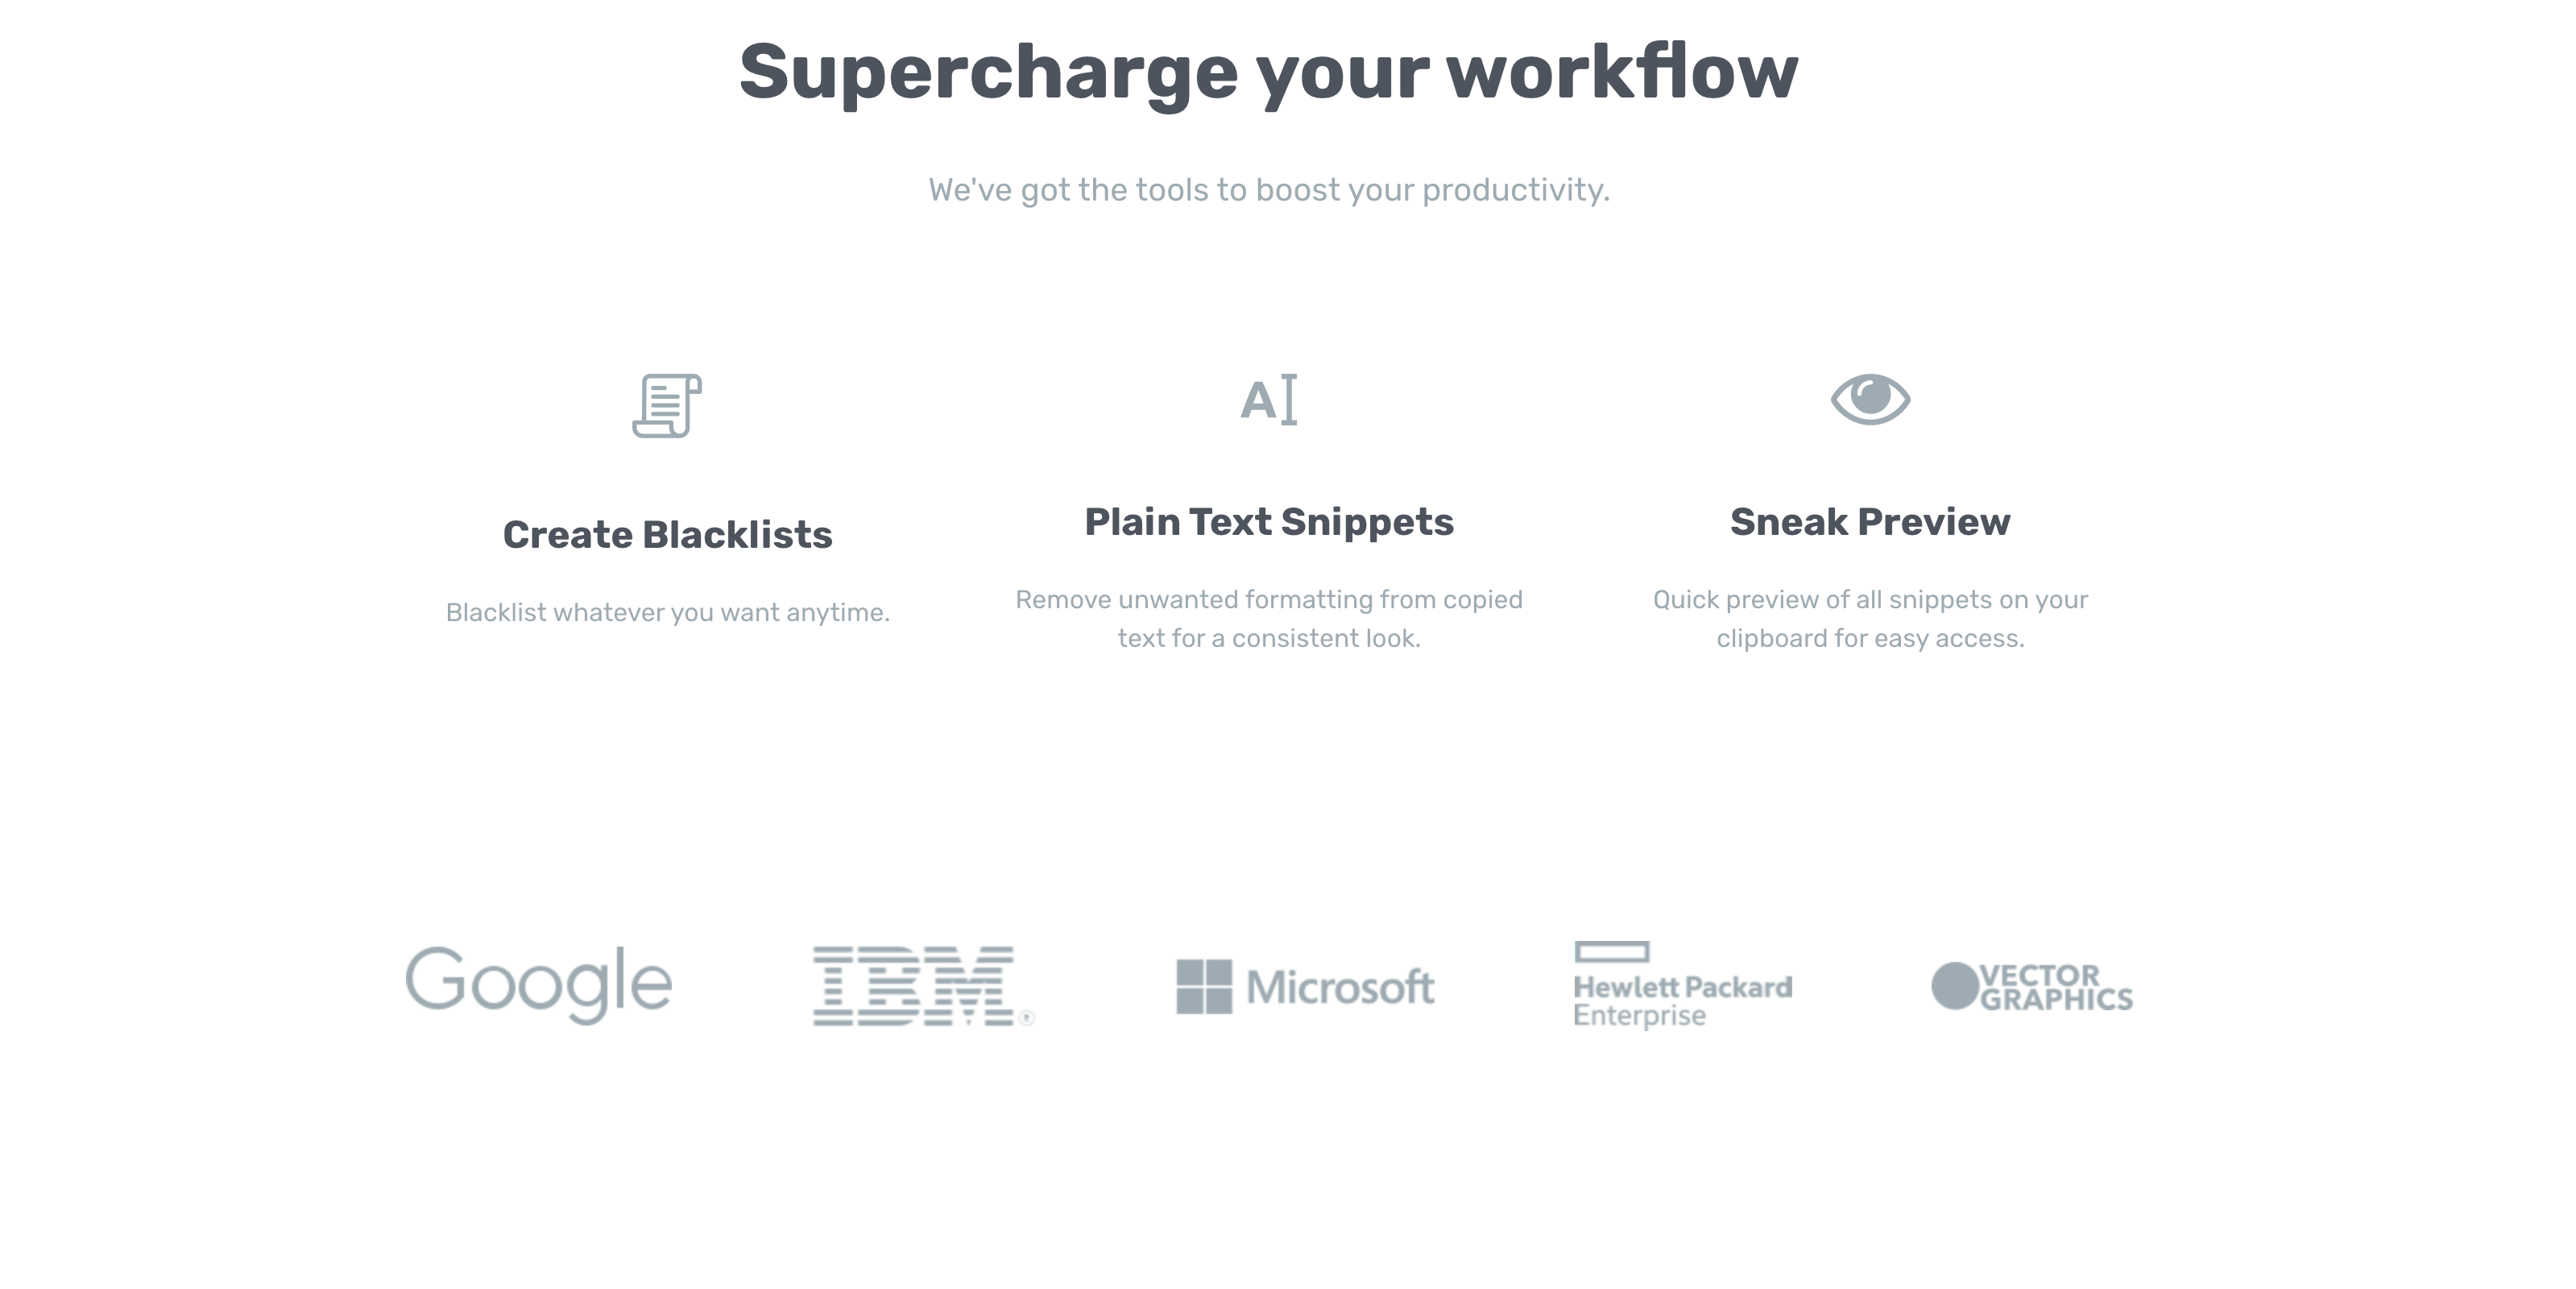 Supercharge your workflow
We've got the tools to boost your productivity.
AI
Create Blacklists
Blacklist whatever you want anytime.
Plain Text Snippets
Remove unwanted formatting from copied
text for a consistent look.
Sneak Preview
Quick preview of all snippets on your
clipboard for easy access.
Google
IBM®
Microsoft
Hewlett Packard
Enterprise
VECTOR
GRAPHICS